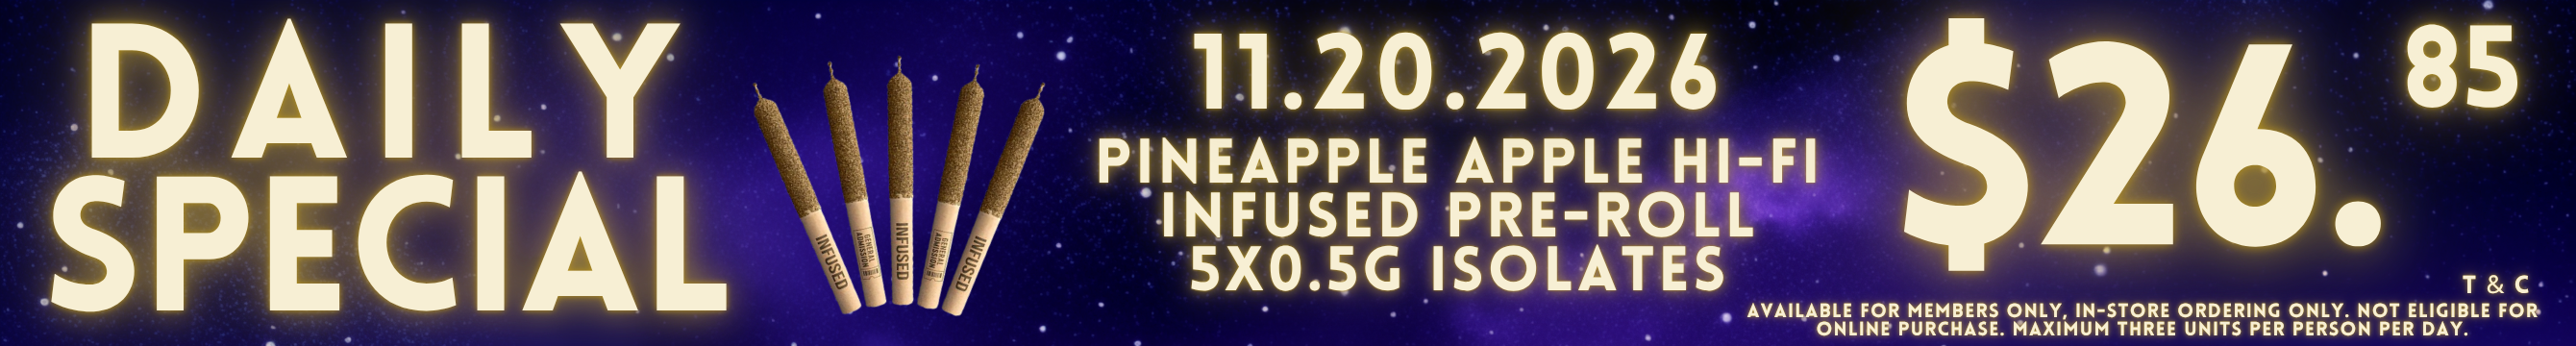 DAILY
SPECIAL
INFUSED
GENERAL
ADMISSION
INFUSED
GENERAL
ADMISSION
INFUSED
11.20.2026
PINEAPPLE APPLE HI-FI
INFUSED PRE-ROLL
5X0.5G ISOLATES
$26.85
T & C
AVAILABLE FOR MEMBERS ONLY, IN-STORE ORDERING ONLY. NOT ELIGIBLE FOR
ONLINE PURCHASE. MAXIMUM THREE UNITS PER PERSON PER DAY.